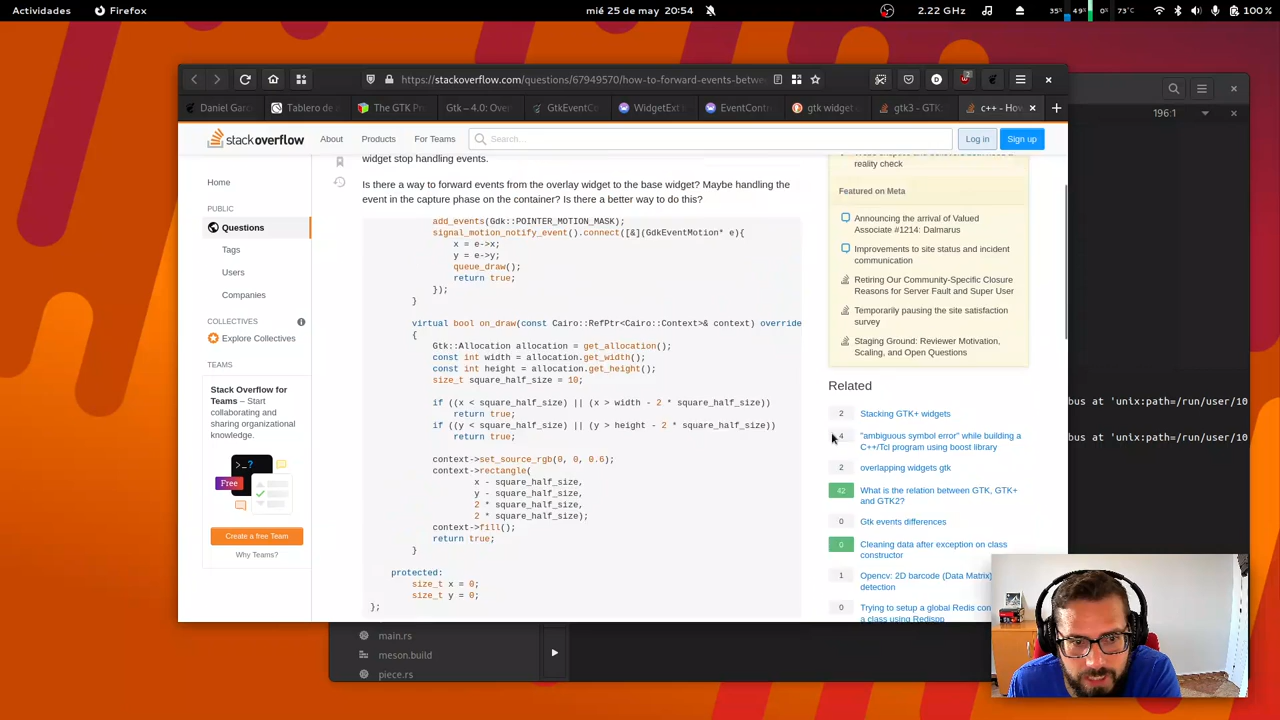 Actividades
Firefox
mié 25 de may 20:54
2.22 GHz
35%
49%
0%
73°C
100 %
https://stackoverflow.com/questions/67949570/how-to-forward-events-betwe
2
Daniel Garc
Tablero de A
The GTK Pr
Gtk – 4.0: Ove
GtkEventCo
WidgetExt
EventContro
gtk widget
gtk3 - GTK:
c++ - How
196:1
stackoverflow
About
Products
For Teams
Search...
Log in
Sign up
Home
PUBLIC
Questions
Tags
Users
Companies
COLLECTIVES
Explore Collectives
TEAMS
Stack Overflow for
Teams – Start
collaborating and
sharing organizational
knowledge.
Free
Create a free Team
Why Teams?
widget stop handling events.
Is there a way to forward events from the overlay widget to the base widget? Maybe handling the
event in the capture phase on the container? Is there a better way to do this?
add_events(Gdk::POINTER_MOTION_MASK);
signal_motion_notify_event().connect([&](GdkEventMotion* e){
x = e->x;
y = e->y;
queue_draw();
return true;
});
}
virtual bool on_draw(const Cairo::RefPtr<Cairo::Context>& context) override
{
Gtk::Allocation allocation = get_allocation();
const int width = allocation.get_width();
const int height = allocation.get_height();
size_t square_half_size = 10;
if ((x < square_half_size) || (x > width - 2 * square_half_size))
return true;
if ((y < square_half_size) || (y > height - 2 * square_half_size))
return true;
context->set_source_rgb(0, 0, 0.6);
context->rectangle(
x - square_half_size,
y - square_half_size,
2 * square_half_size,
2 * square_half_size);
context->fill();
return true;
}
protected:
size_t x = 0;
size_t y = 0;
};
reality check
Featured on Meta
Announcing the arrival of Valued
Associate #1214: Dalmarus
Improvements to site status and incident
communication
Retiring Our Community-Specific Closure
Reasons for Server Fault and Super User
Temporarily pausing the site satisfaction
survey
Staging Ground: Reviewer Motivation,
Scaling, and Open Questions
Related
2 Stacking GTK+ widgets
4 "ambiguous symbol error" while building a
C++/Tcl program using boost library
2 overlapping widgets gtk
42 What is the relation between GTK, GTK+
and GTK2?
0 Gtk events differences
0 Cleaning data after exception on class
constructor
1 Opencv: 2D barcode (Data Matrix)
detection
0 Trying to setup a global Redis con
a class using Redispp
bus at 'unix:path=/run/user/10
bus at 'unix:path=/run/user/10
main.rs
meson.build
piece.rs